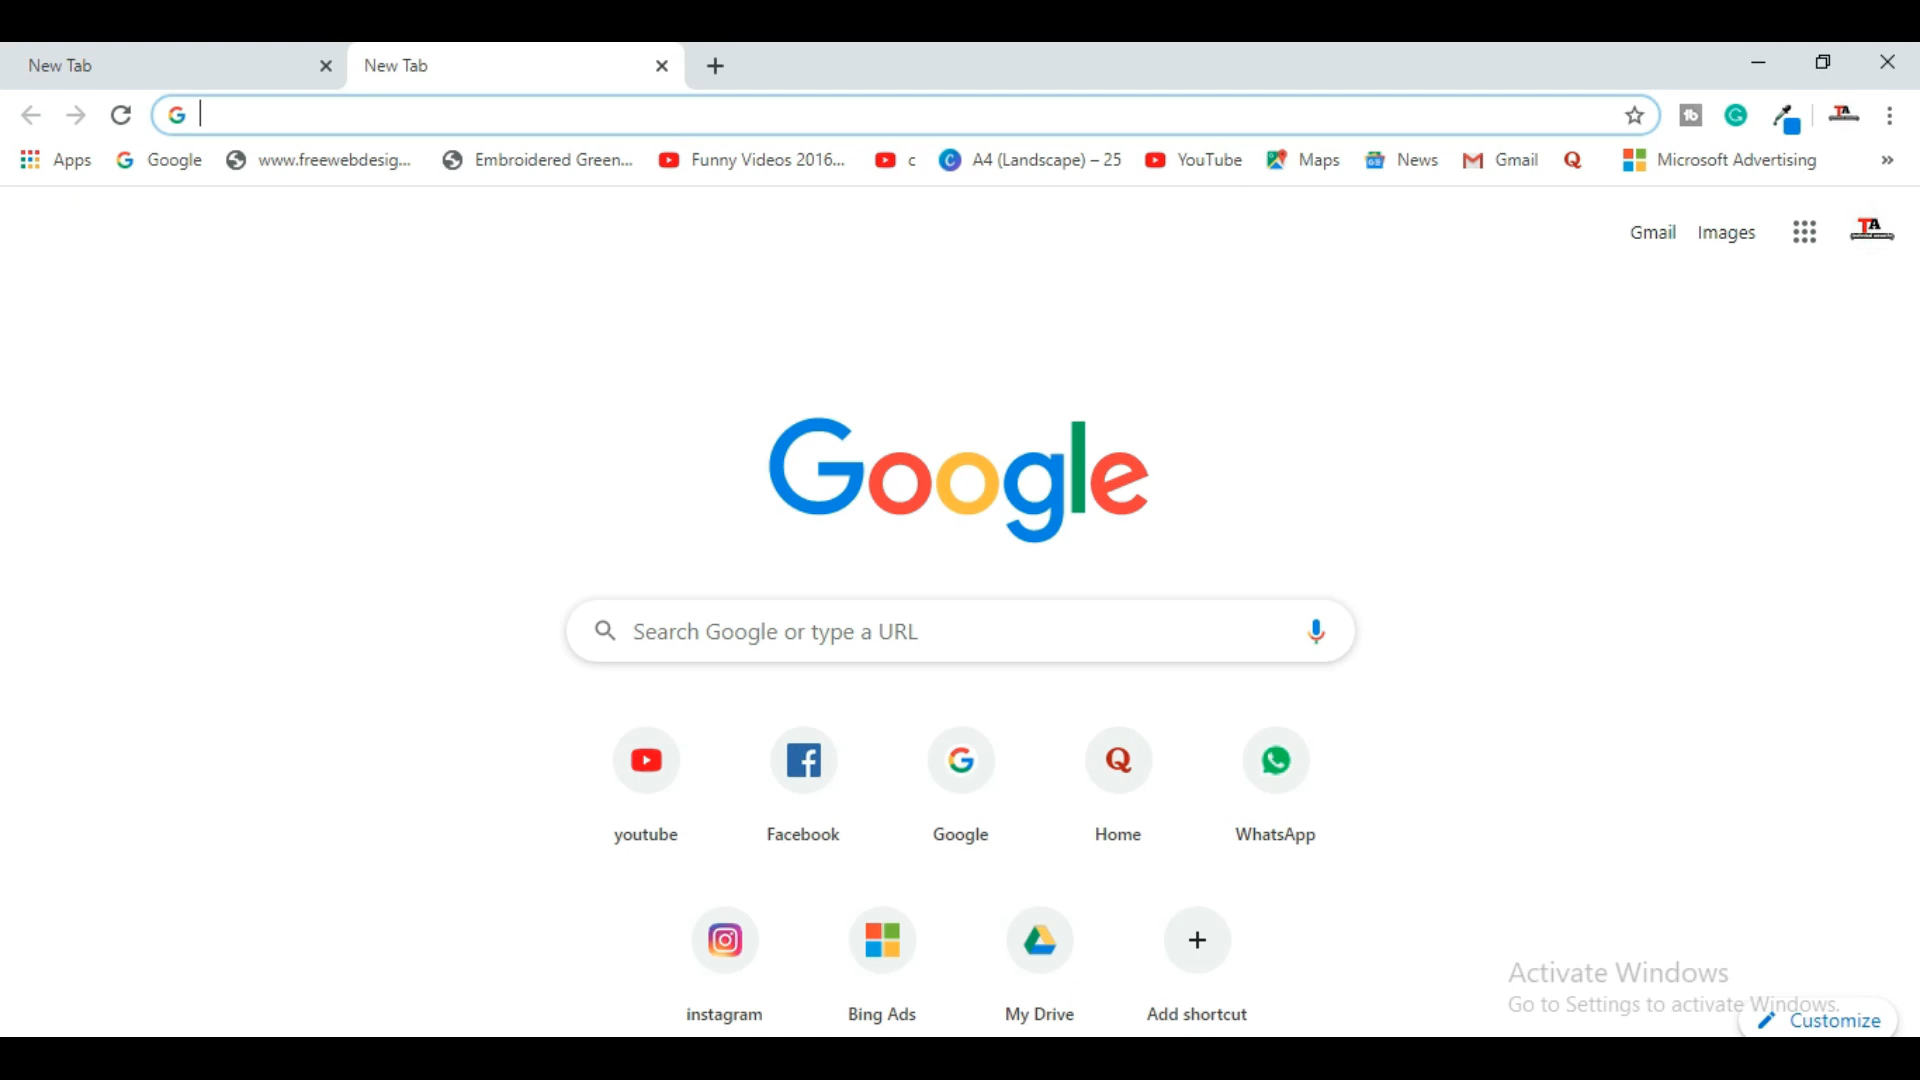 New Tab
New Tab
Apps Google www.freewebdesig... Embroidered Green... Funny Videos 2016... c A4 (Landscape) – 25 YouTube Maps News Gmail Microsoft Advertising »
Gmail Images TA
Google
Search Google or type a URL
youtube Facebook Google Home WhatsApp
instagram Bing Ads My Drive Add shortcut
Activate Windows
Go to Settings to activate Windows.
Customize